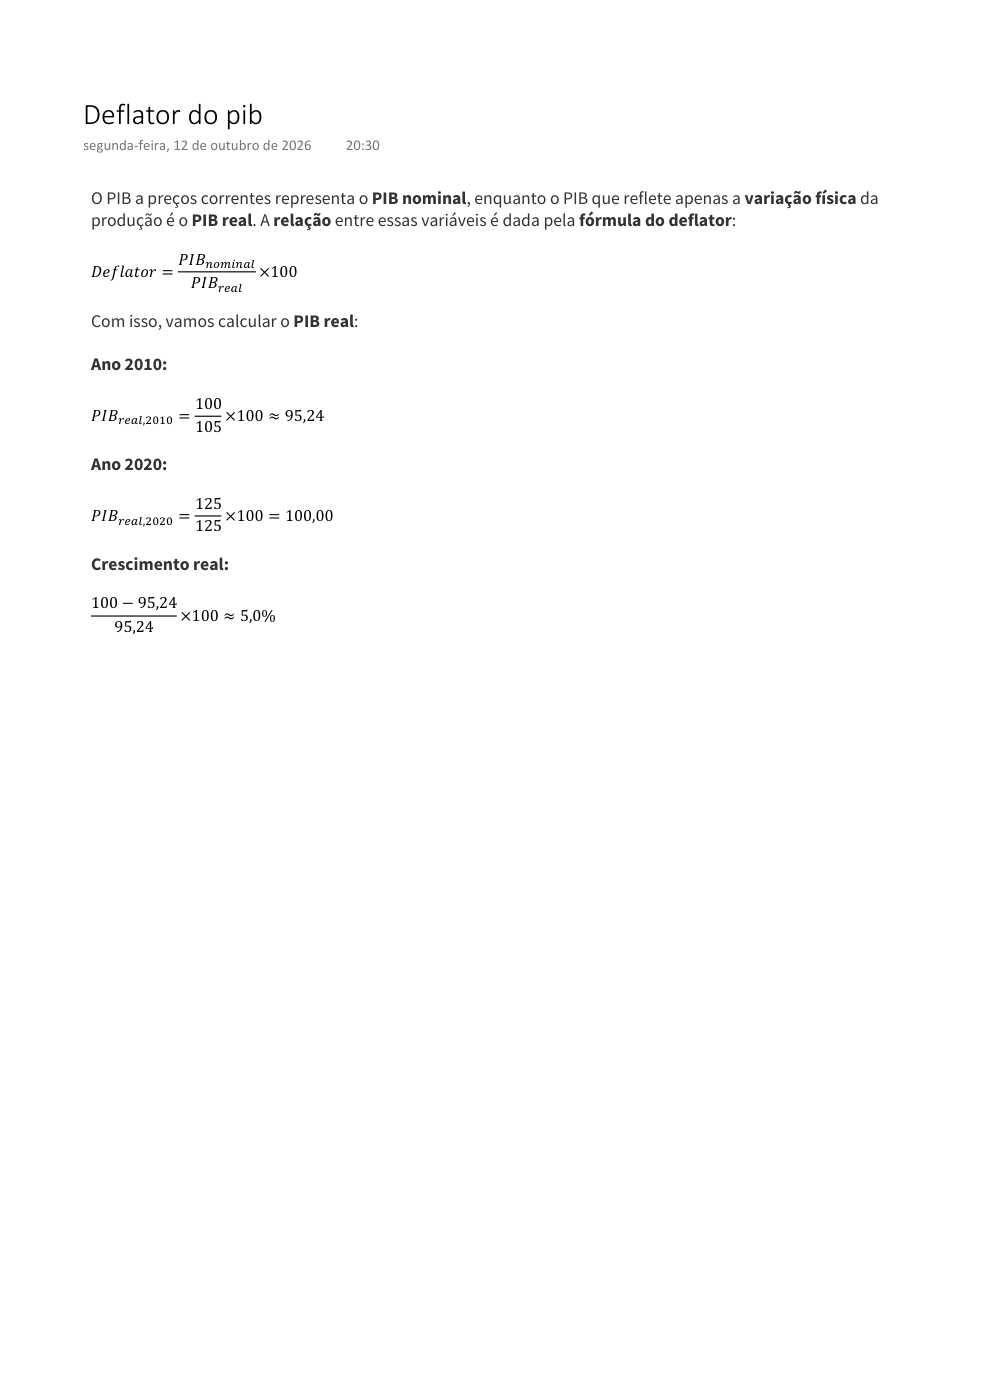 Deflator do pib
segunda-feira, 12 de outubro de 2026 20:30
O PIB a preços correntes representa o PIB nominal, enquanto o PIB que reflete apenas a variação física da
produção é o PIB real. A relação entre essas variáveis é dada pela fórmula do deflator:
Deflator = PIB_nominal / PIB_real ×100
Com isso, vamos calcular o PIB real:
Ano 2010:
PIB_real,2010 = 100/105 ×100 ≈ 95,24
Ano 2020:
PIB_real,2020 = 125/125 ×100 = 100,00
Crescimento real:
(100 − 95,24)/95,24 ×100 ≈ 5,0%